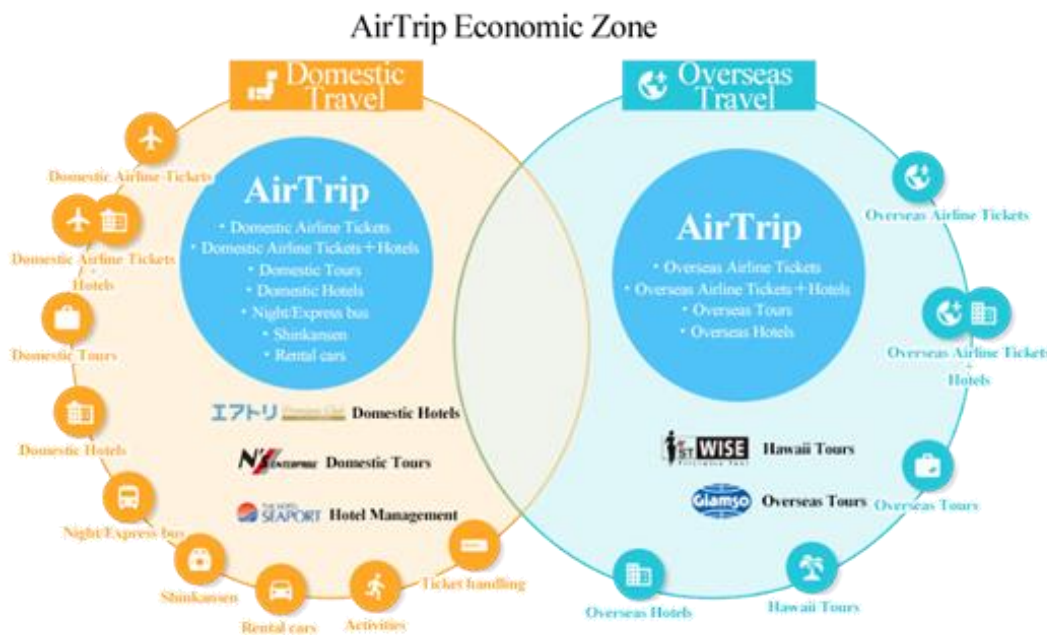 AirTrip Economic Zone
Domestic
Travel
Overseas
Travel
Domestic Airline Tickets
Domestic Airline Tickets
+
Hotels
Domestic Tours
Domestic Hotels
Night/Express bus
Shinkansen
Rental cars
Activities
Ticket handling
AirTrip
・Domestic Airline Tickets
・Domestic Airline Tickets+Hotels
・Domestic Tours
・Domestic Hotels
・Night/Express bus
・Shinkansen
・Rental cars
エアトリ Domestic Hotels
N's ENTERPRISE Domestic Tours
THE HOTEL
SEAPORT Hotel Management
AirTrip
・Overseas Airline Tickets
・Overseas Airline Tickets+Hotels
・Overseas Tours
・Overseas Hotels
1ST WISE Hawaii Tours
Glamso Overseas Tours
Overseas Airline Tickets
Overseas Airline Tickets
+
Hotels
Overseas Tours
Hawaii Tours
Overseas Hotels